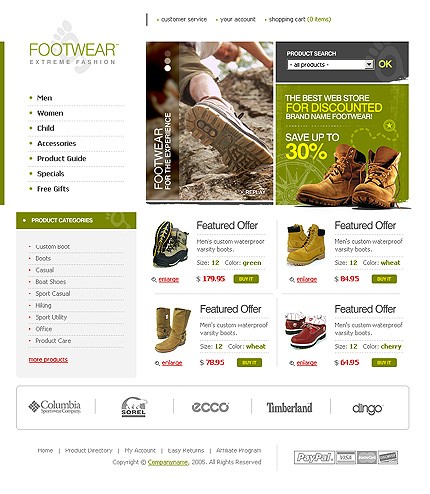 customer service
your account
shopping cart (0 items)
FOOTWEAR™
EXTREME FASHION
Men
Women
Child
Accessories
Product Guide
Specials
Free Gifts
FOOTWEAR
FOR THE EXPERIENCE
REPLAY
PRODUCT SEARCH
- all products -
OK
THE BEST WEB STORE
FOR DISCOUNTED
BRAND NAME FOOTWEAR!
SAVE UP TO
30%
PRODUCT CATEGORIES
Custom Boot
Boots
Casual
Boat Shoes
Sport Casual
Hiking
Sport Utility
Office
Product Care
more products
Featured Offer
Men's custom waterproof
varsity boots.
Size: 12 Color: green
enlarge
$ 179.95
BUY IT
Featured Offer
Men's custom waterproof
varsity boots.
Size: 12 Color: wheat
enlarge
$ 84.95
BUY IT
Featured Offer
Men's custom waterproof
varsity boots.
Size: 12 Color: wheat
enlarge
$ 78.95
BUY IT
Featured Offer
Men's custom waterproof
varsity boots.
Size: 12 Color: cherry
enlarge
$ 64.95
BUY IT
Columbia
Sportswear Company
SOREL
ecco
Timberland
dingo
Home | Product Directory | My Account | Easy Returns | Affiliate Program
Copyright © Companyname, 2005. All Rights Reserved
PayPal
VISA